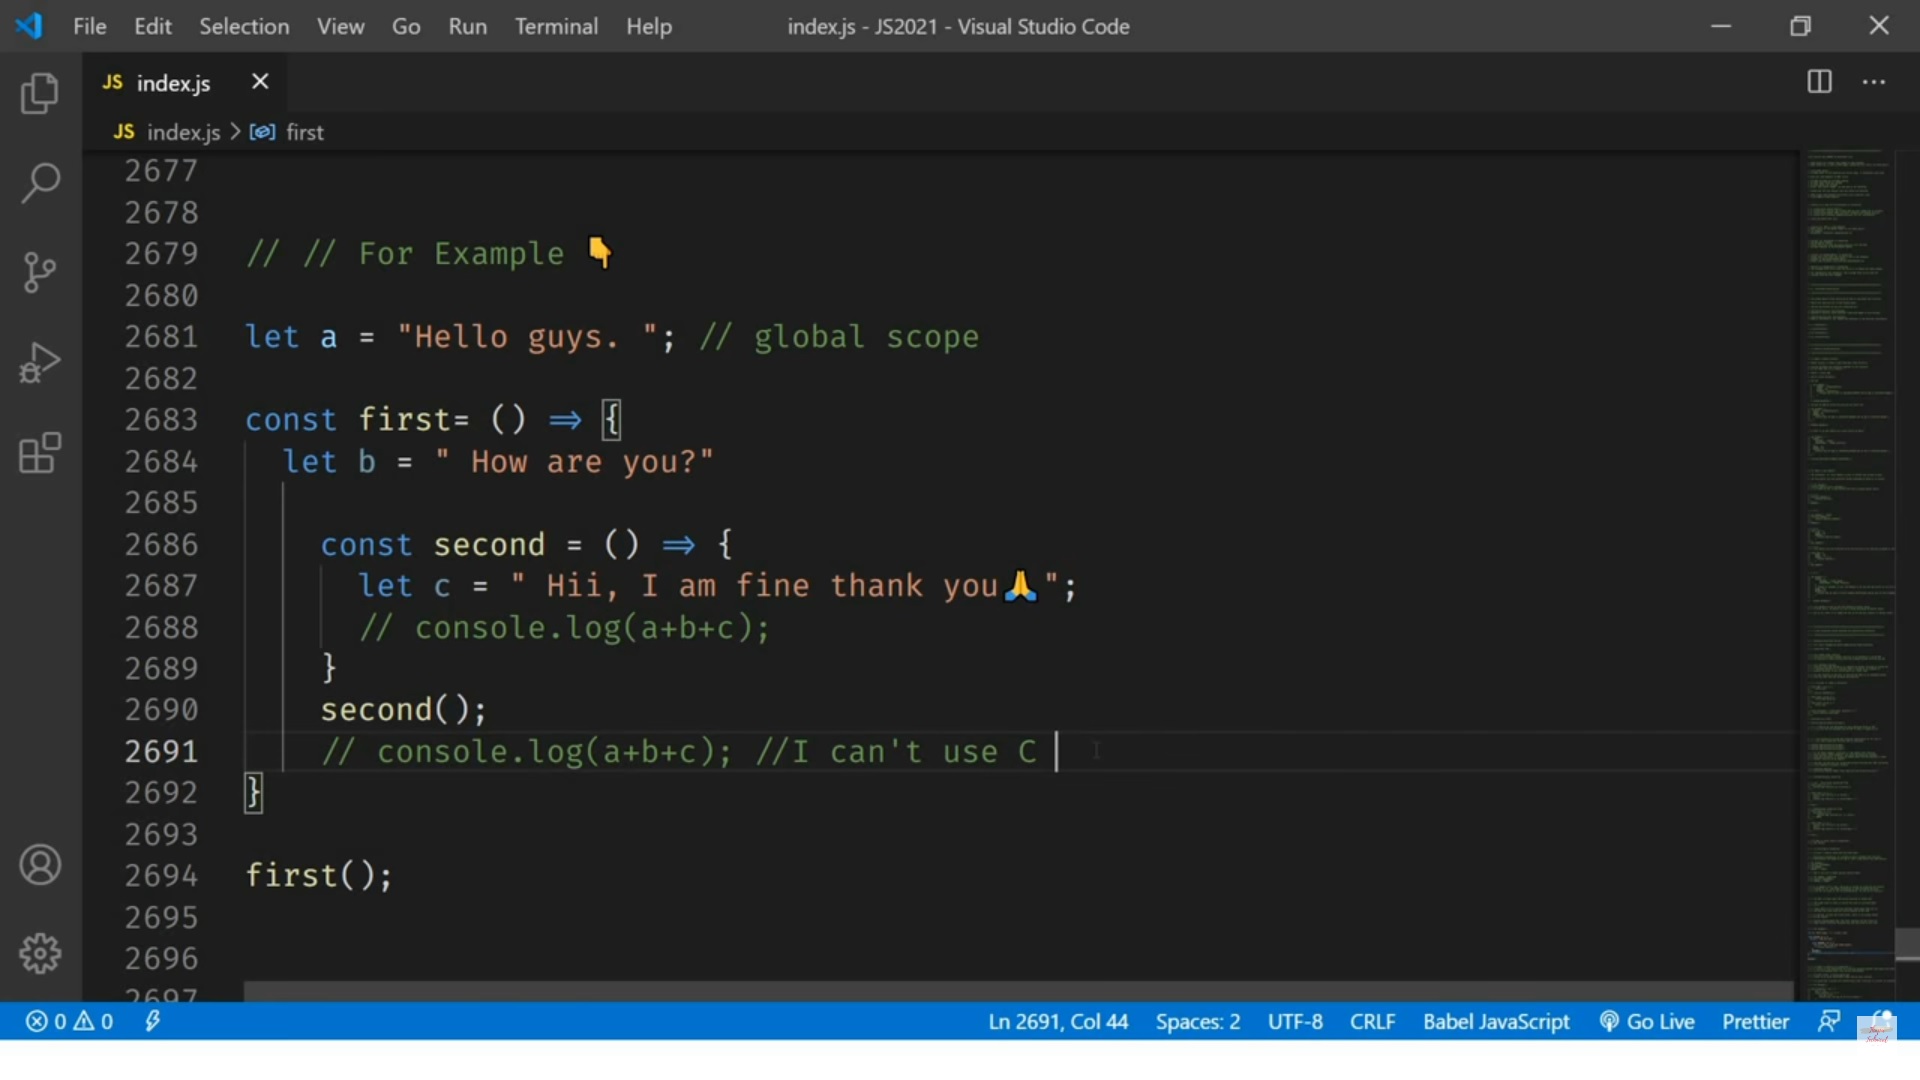 File Edit Selection View Go Run Terminal Help index.js - JS2021 - Visual Studio Code
JS index.js
JS index.js > first
2677
2678
2679 // // For Example 👇
2680
2681 let a = "Hello guys. "; // global scope
2682
2683 const first= () => {
2684 let b = " How are you?"
2685
2686 const second = () => {
2687 let c = " Hii, I am fine thank you🙏";
2688 // console.log(a+b+c);
2689 }
2690 second();
2691 // console.log(a+b+c); //I can't use C
2692 }
2693
2694 first();
2695
2696
2697
0 0 Ln 2691, Col 44 Spaces: 2 UTF-8 CRLF Babel JavaScript Go Live Prettier